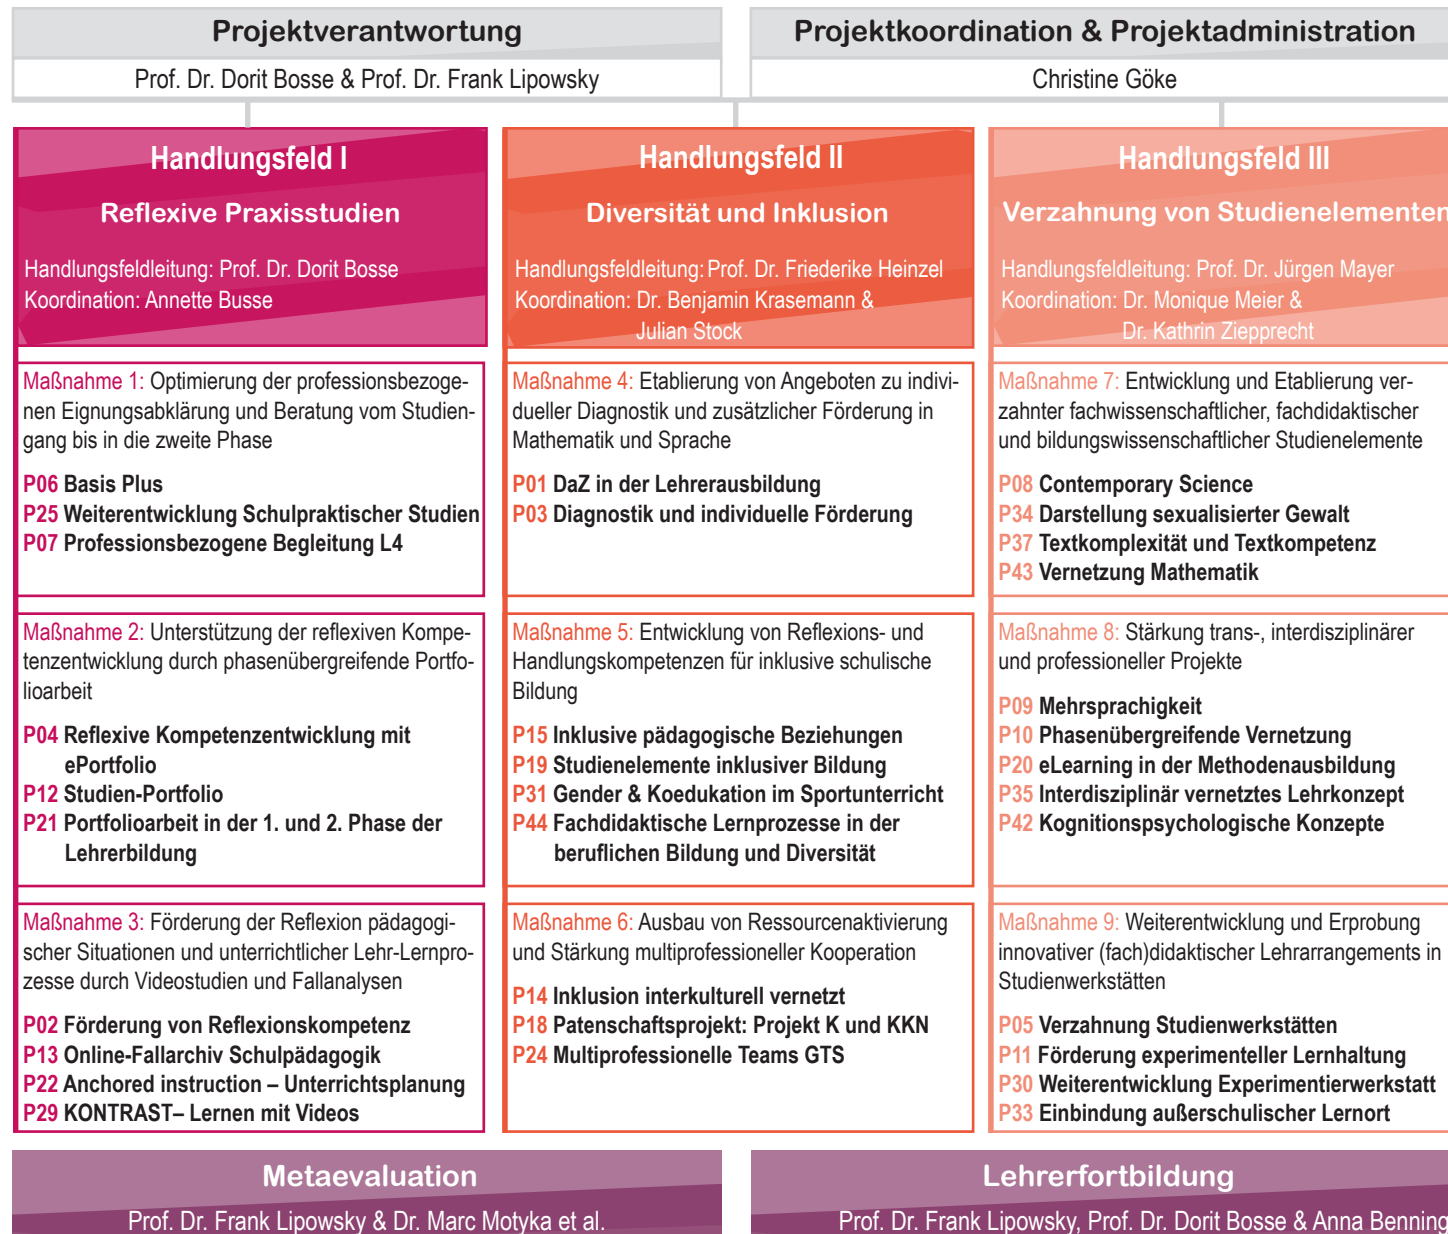 Projektverantwortung
Prof. Dr. Dorit Bosse & Prof. Dr. Frank Lipowsky
Projektkoordination & Projektadministration
Christine Göke
Handlungsfeld I
Reflexive Praxisstudien
Handlungsfeldleitung: Prof. Dr. Dorit Bosse
Koordination: Annette Busse
Maßnahme 1: Optimierung der professionsbezoge-
nen Eignungsabklärung und Beratung vom Studien-
gang bis in die zweite Phase
P06 Basis Plus
P25 Weiterentwicklung Schulpraktischer Studien
P07 Professionsbezogene Begleitung L4
Maßnahme 2: Unterstützung der reflexiven Kompe-
tenzentwicklung durch phasenübergreifende Portfo-
lioarbeit
P04 Reflexive Kompetenzentwicklung mit
ePortfolio
P12 Studien-Portfolio
P21 Portfolioarbeit in der 1. und 2. Phase der
Lehrerbildung
Maßnahme 3: Förderung der Reflexion pädagogi-
scher Situationen und unterrichtlicher Lehr-Lernpro-
zesse durch Videostudien und Fallanalysen
P02 Förderung von Reflexionskompetenz
P13 Online-Fallarchiv Schulpädagogik
P22 Anchored instruction – Unterrichtsplanung
P29 KONTRAST– Lernen mit Videos
Handlungsfeld II
Diversität und Inklusion
Handlungsfeldleitung: Prof. Dr. Friederike Heinzel
Koordination: Dr. Benjamin Krasemann &
Julian Stock
Maßnahme 4: Etablierung von Angeboten zu indivi-
dueller Diagnostik und zusätzlicher Förderung in
Mathematik und Sprache
P01 DaZ in der Lehrerausbildung
P03 Diagnostik und individuelle Förderung
Maßnahme 5: Entwicklung von Reflexions- und
Handlungskompetenzen für inklusive schulische
Bildung
P15 Inklusive pädagogische Beziehungen
P19 Studienelemente inklusiver Bildung
P31 Gender & Koedukation im Sportunterricht
P44 Fachdidaktische Lernprozesse in der
beruflichen Bildung und Diversität
Maßnahme 6: Ausbau von Ressourcenaktivierung
und Stärkung multiprofessioneller Kooperation
P14 Inklusion interkulturell vernetzt
P18 Patenschaftsprojekt: Projekt K und KKN
P24 Multiprofessionelle Teams GTS
Handlungsfeld III
Verzahnung von Studienelementen
Handlungsfeldleitung: Prof. Dr. Jürgen Mayer
Koordination: Dr. Monique Meier &
Dr. Kathrin Ziepprecht
Maßnahme 7: Entwicklung und Etablierung ver-
zahnter fachwissenschaftlicher, fachdidaktischer
und bildungswissenschaftlicher Studienelemente
P08 Contemporary Science
P34 Darstellung sexualisierter Gewalt
P37 Textkomplexität und Textkompetenz
P43 Vernetzung Mathematik
Maßnahme 8: Stärkung trans-, interdisziplinärer
und professioneller Projekte
P09 Mehrsprachigkeit
P10 Phasenübergreifende Vernetzung
P20 eLearning in der Methodenausbildung
P35 Interdisziplinär vernetztes Lehrkonzept
P42 Kognitionspsychologische Konzepte
Maßnahme 9: Weiterentwicklung und Erprobung
innovativer (fach)didaktischer Lehrarrangements in
Studienwerkstätten
P05 Verzahnung Studienwerkstätten
P11 Förderung experimenteller Lernhaltung
P30 Weiterentwicklung Experimentierwerkstatt
P33 Einbindung außerschulischer Lernort
Metaevaluation
Prof. Dr. Frank Lipowsky & Dr. Marc Motyka et al.
Lehrerfortbildung
Prof. Dr. Frank Lipowsky, Prof. Dr. Dorit Bosse & Anna Benning